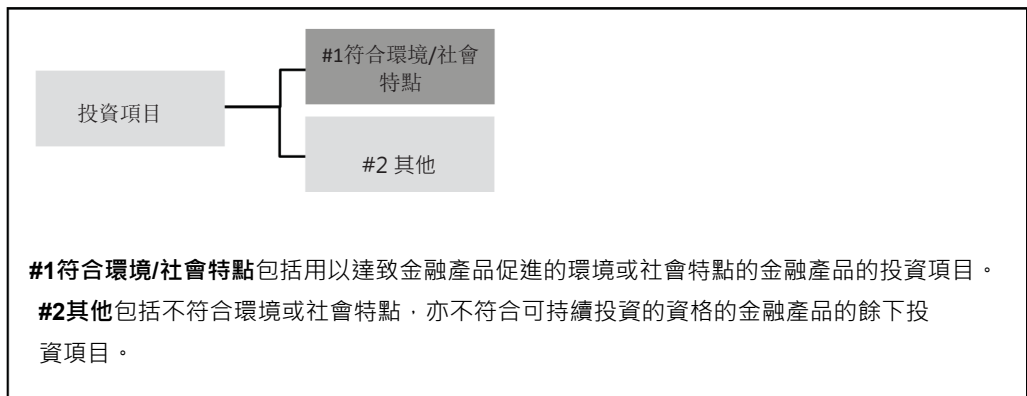 #1符合環境/社會
特點
投資項目
#2 其他
#1符合環境/社會特點包括用以達致金融產品促進的環境或社會特點的金融產品的投資項目。
#2其他包括不符合環境或社會特點，亦不符合可持續投資的資格的金融產品的餘下投
資項目。